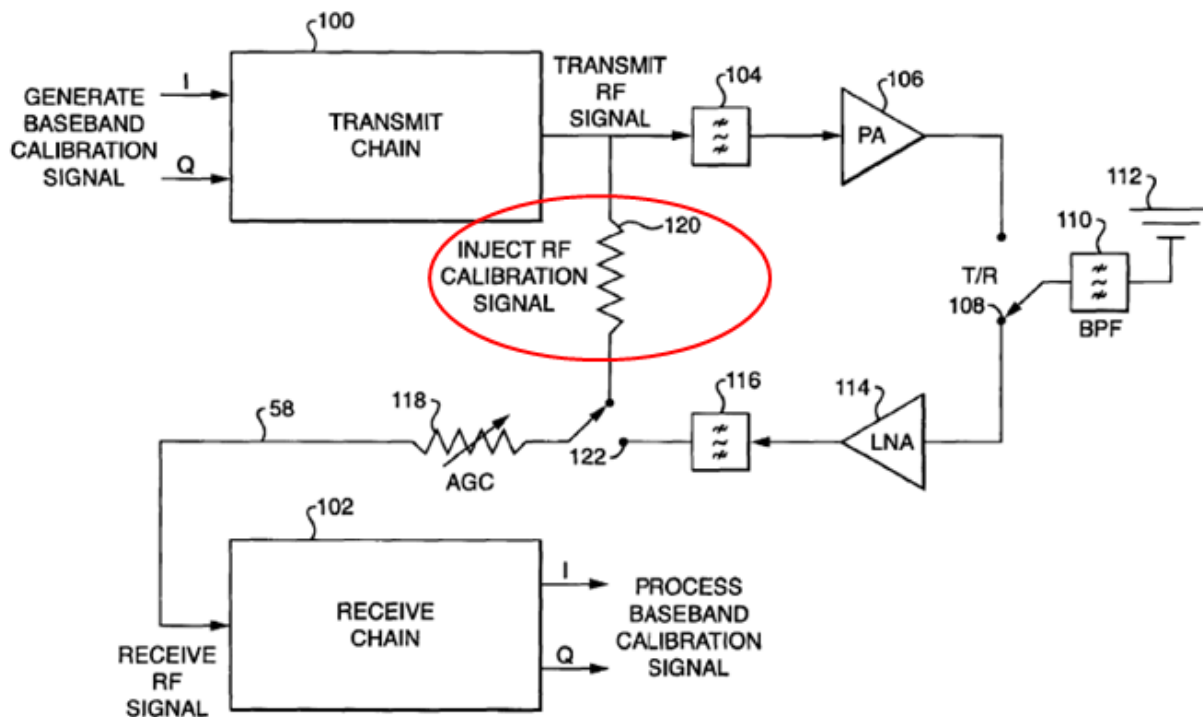 100
I
GENERATE
BASEBAND
CALIBRATION
SIGNAL
Q
TRANSMIT
CHAIN
TRANSMIT
RF
SIGNAL
104
106
PA
112
110
T/R
108
BPF
120
INJECT RF
CALIBRATION
SIGNAL
58
118
AGC
122
116
114
LNA
102
RECEIVE
CHAIN
RECEIVE
RF
SIGNAL
I
Q
PROCESS
BASEBAND
CALIBRATION
SIGNAL